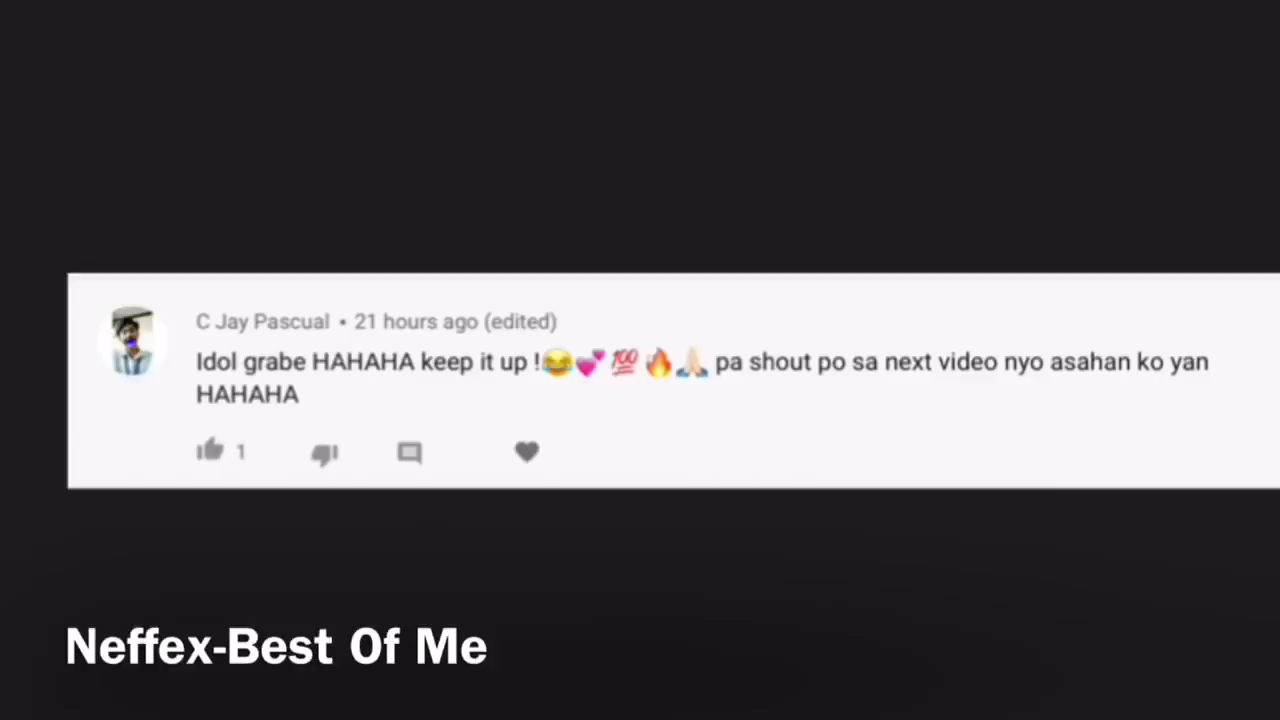 C Jay Pascual • 21 hours ago (edited)
Idol grabe HAHAHA keep it up !😂💕💯🔥🙏🏻 pa shout po sa next video nyo asahan ko yan
HAHAHA
1
Neffex-Best Of Me